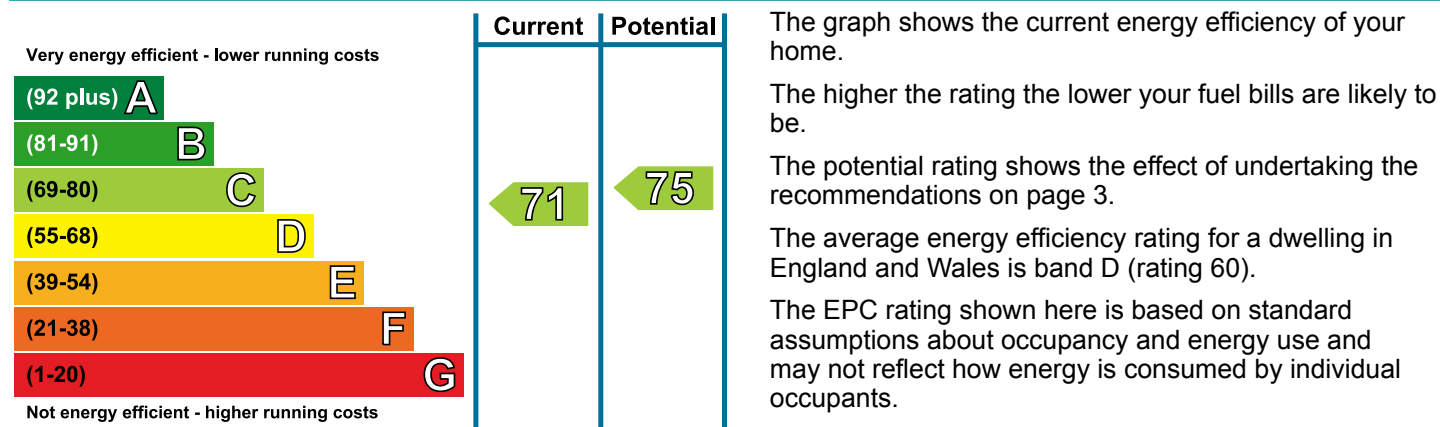 Current Potential
Very energy efficient - lower running costs
(92 plus) A
(81-91) B
(69-80) C
(55-68) D
(39-54) E
(21-38) F
(1-20) G
Not energy efficient - higher running costs
71
75
The graph shows the current energy efficiency of your
home.
The higher the rating the lower your fuel bills are likely to
be.
The potential rating shows the effect of undertaking the
recommendations on page 3.
The average energy efficiency rating for a dwelling in
England and Wales is band D (rating 60).
The EPC rating shown here is based on standard
assumptions about occupancy and energy use and
may not reflect how energy is consumed by individual
occupants.